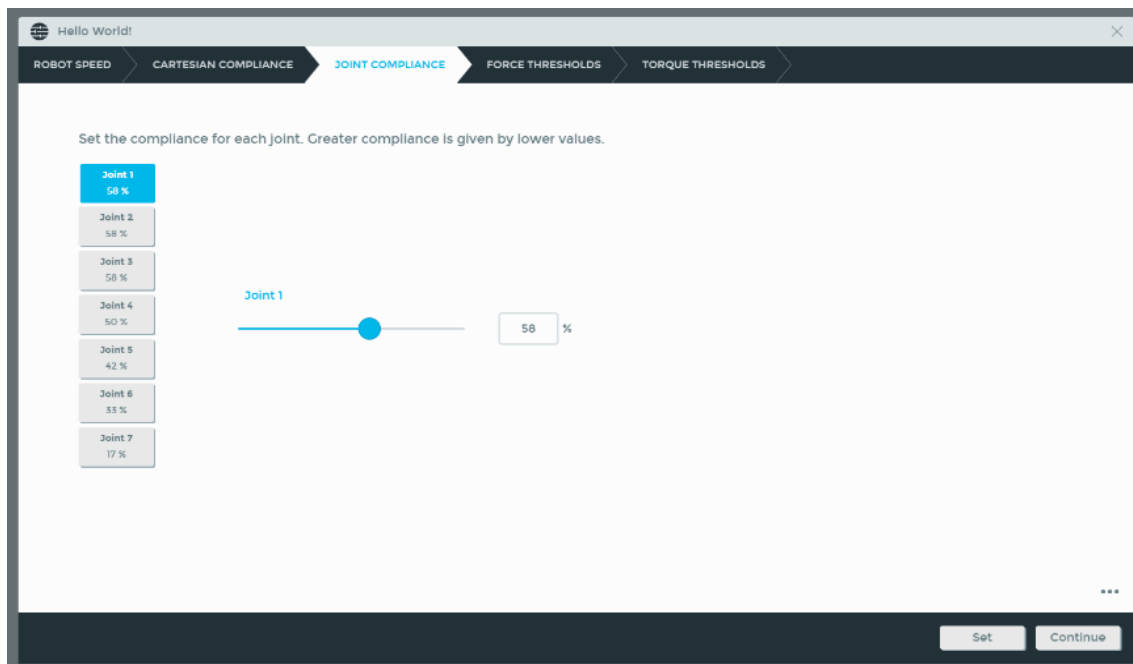 Hello World!
ROBOT SPEED
CARTESIAN COMPLIANCE
JOINT COMPLIANCE
FORCE THRESHOLDS
TORQUE THRESHOLDS
Set the compliance for each joint. Greater compliance is given by lower values.
Joint 1
58 %
Joint 2
58 %
Joint 3
58 %
Joint 4
50 %
Joint 5
42 %
Joint 6
33 %
Joint 7
17 %
Joint 1
58 %
Set
Continue